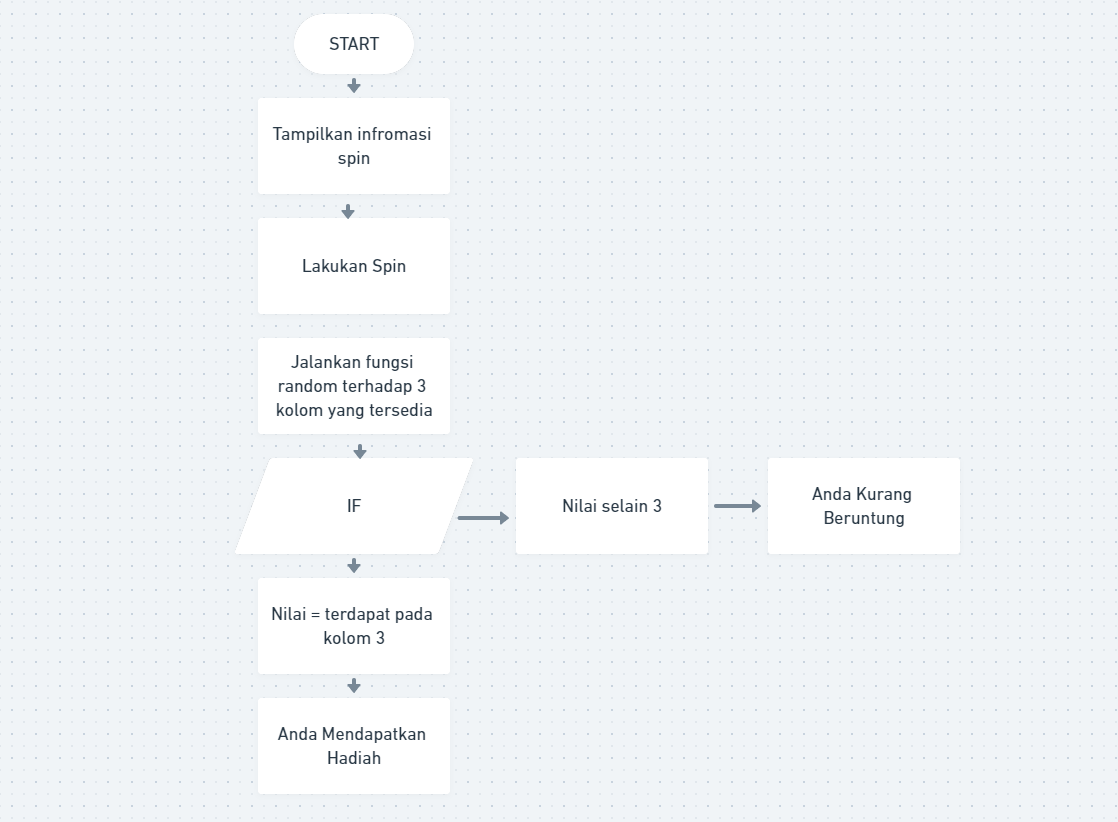 START
Tampilkan infromasi
spin
Lakukan Spin
Jalankan fungsi
random terhadap 3
kolom yang tersedia
IF
Nilai selain 3
Anda Kurang
Beruntung
Nilai = terdapat pada
kolom 3
Anda Mendapatkan
Hadiah